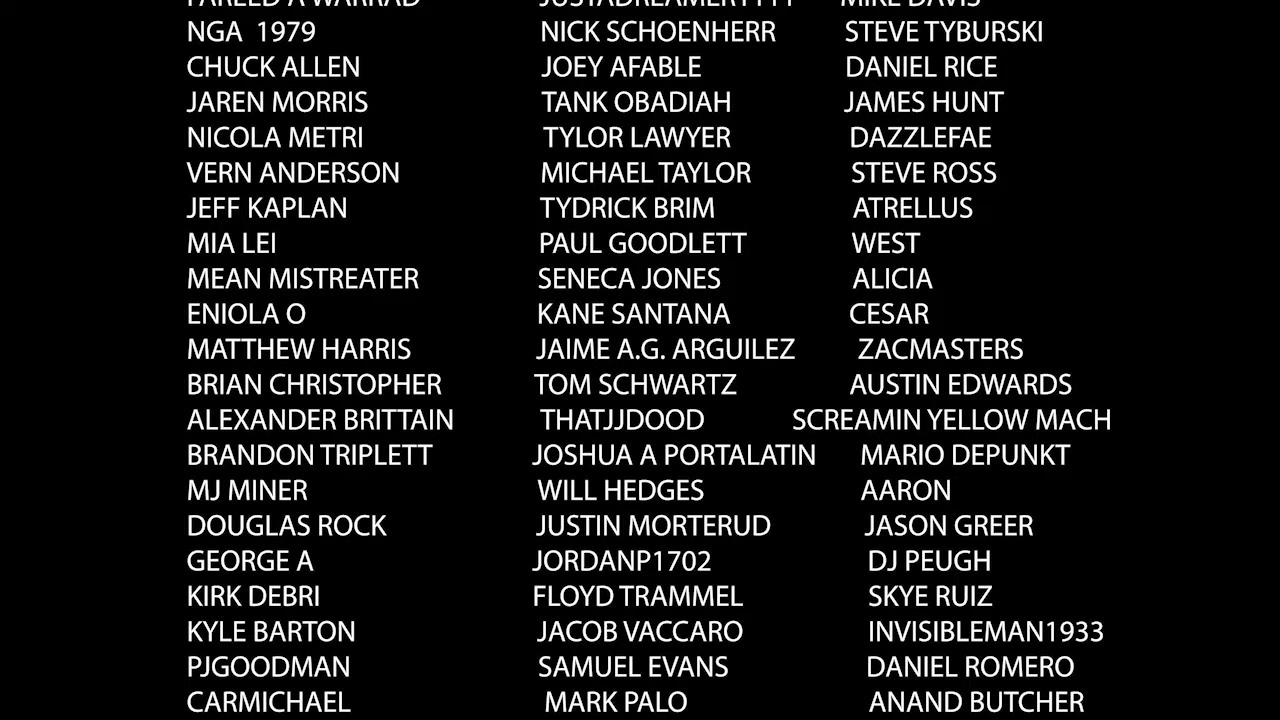 FAREED A WARRAD JUSTADREAMER1111 MIKE DAVIS
NGA 1979 NICK SCHOENHERR STEVE TYBURSKI
CHUCK ALLEN JOEY AFABLE DANIEL RICE
JAREN MORRIS TANK OBADIAH JAMES HUNT
NICOLA METRI TYLOR LAWYER DAZZLEFAE
VERN ANDERSON MICHAEL TAYLOR STEVE ROSS
JEFF KAPLAN TYDRICK BRIM ATRELLUS
MIA LEI PAUL GOODLETT WEST
MEAN MISTREATER SENECA JONES ALICIA
ENIOLA O KANE SANTANA CESAR
MATTHEW HARRIS JAIME A.G. ARGUILEZ ZACMASTERS
BRIAN CHRISTOPHER TOM SCHWARTZ AUSTIN EDWARDS
ALEXANDER BRITTAIN THATJJDOOD SCREAMIN YELLOW MACH
BRANDON TRIPLETT JOSHUA A PORTALATIN MARIO DEPUNKT
MJ MINER WILL HEDGES AARON
DOUGLAS ROCK JUSTIN MORTERUD JASON GREER
GEORGE A JORDANP1702 DJ PEUGH
KIRK DEBRI FLOYD TRAMMEL SKYE RUIZ
KYLE BARTON JACOB VACCARO INVISIBLEMAN1933
PJGOODMAN SAMUEL EVANS DANIEL ROMERO
CARMICHAEL MARK PALO ANAND BUTCHER